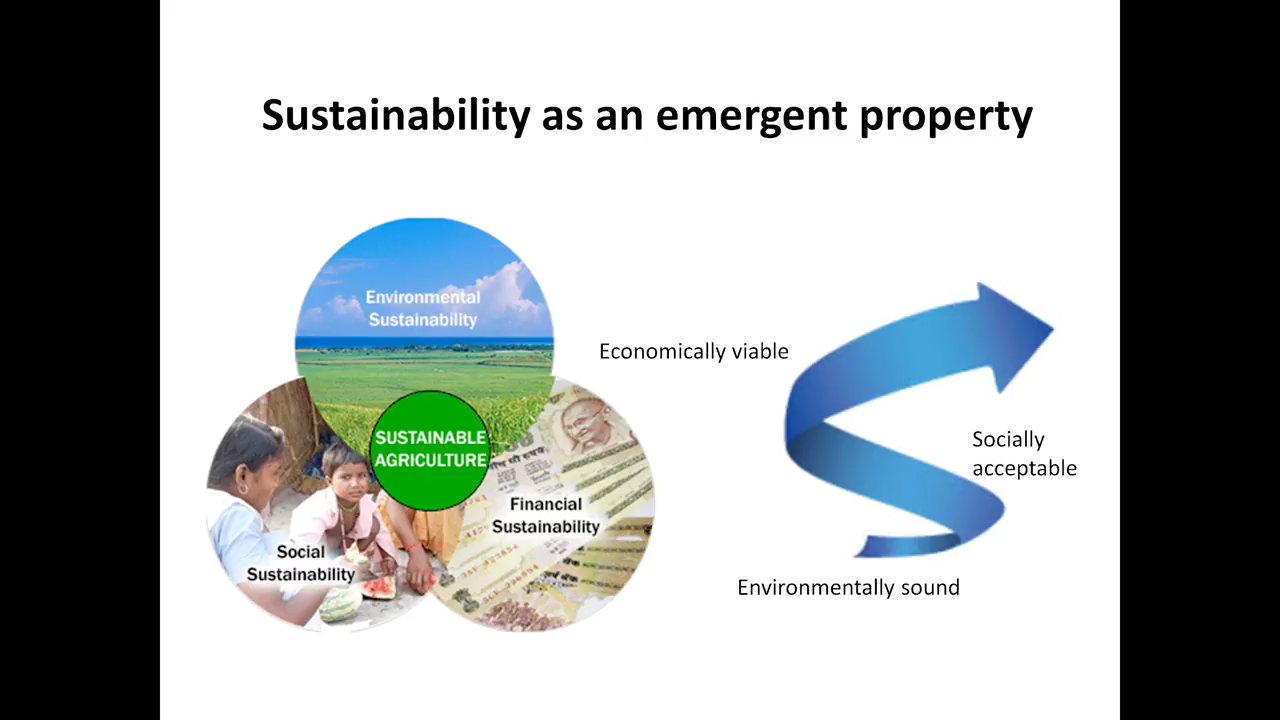 Sustainability as an emergent property
Environmental
Sustainability
SUSTAINABLE
AGRICULTURE
Financial
Sustainability
Social
Sustainability
Economically viable
Socially
acceptable
Environmentally sound